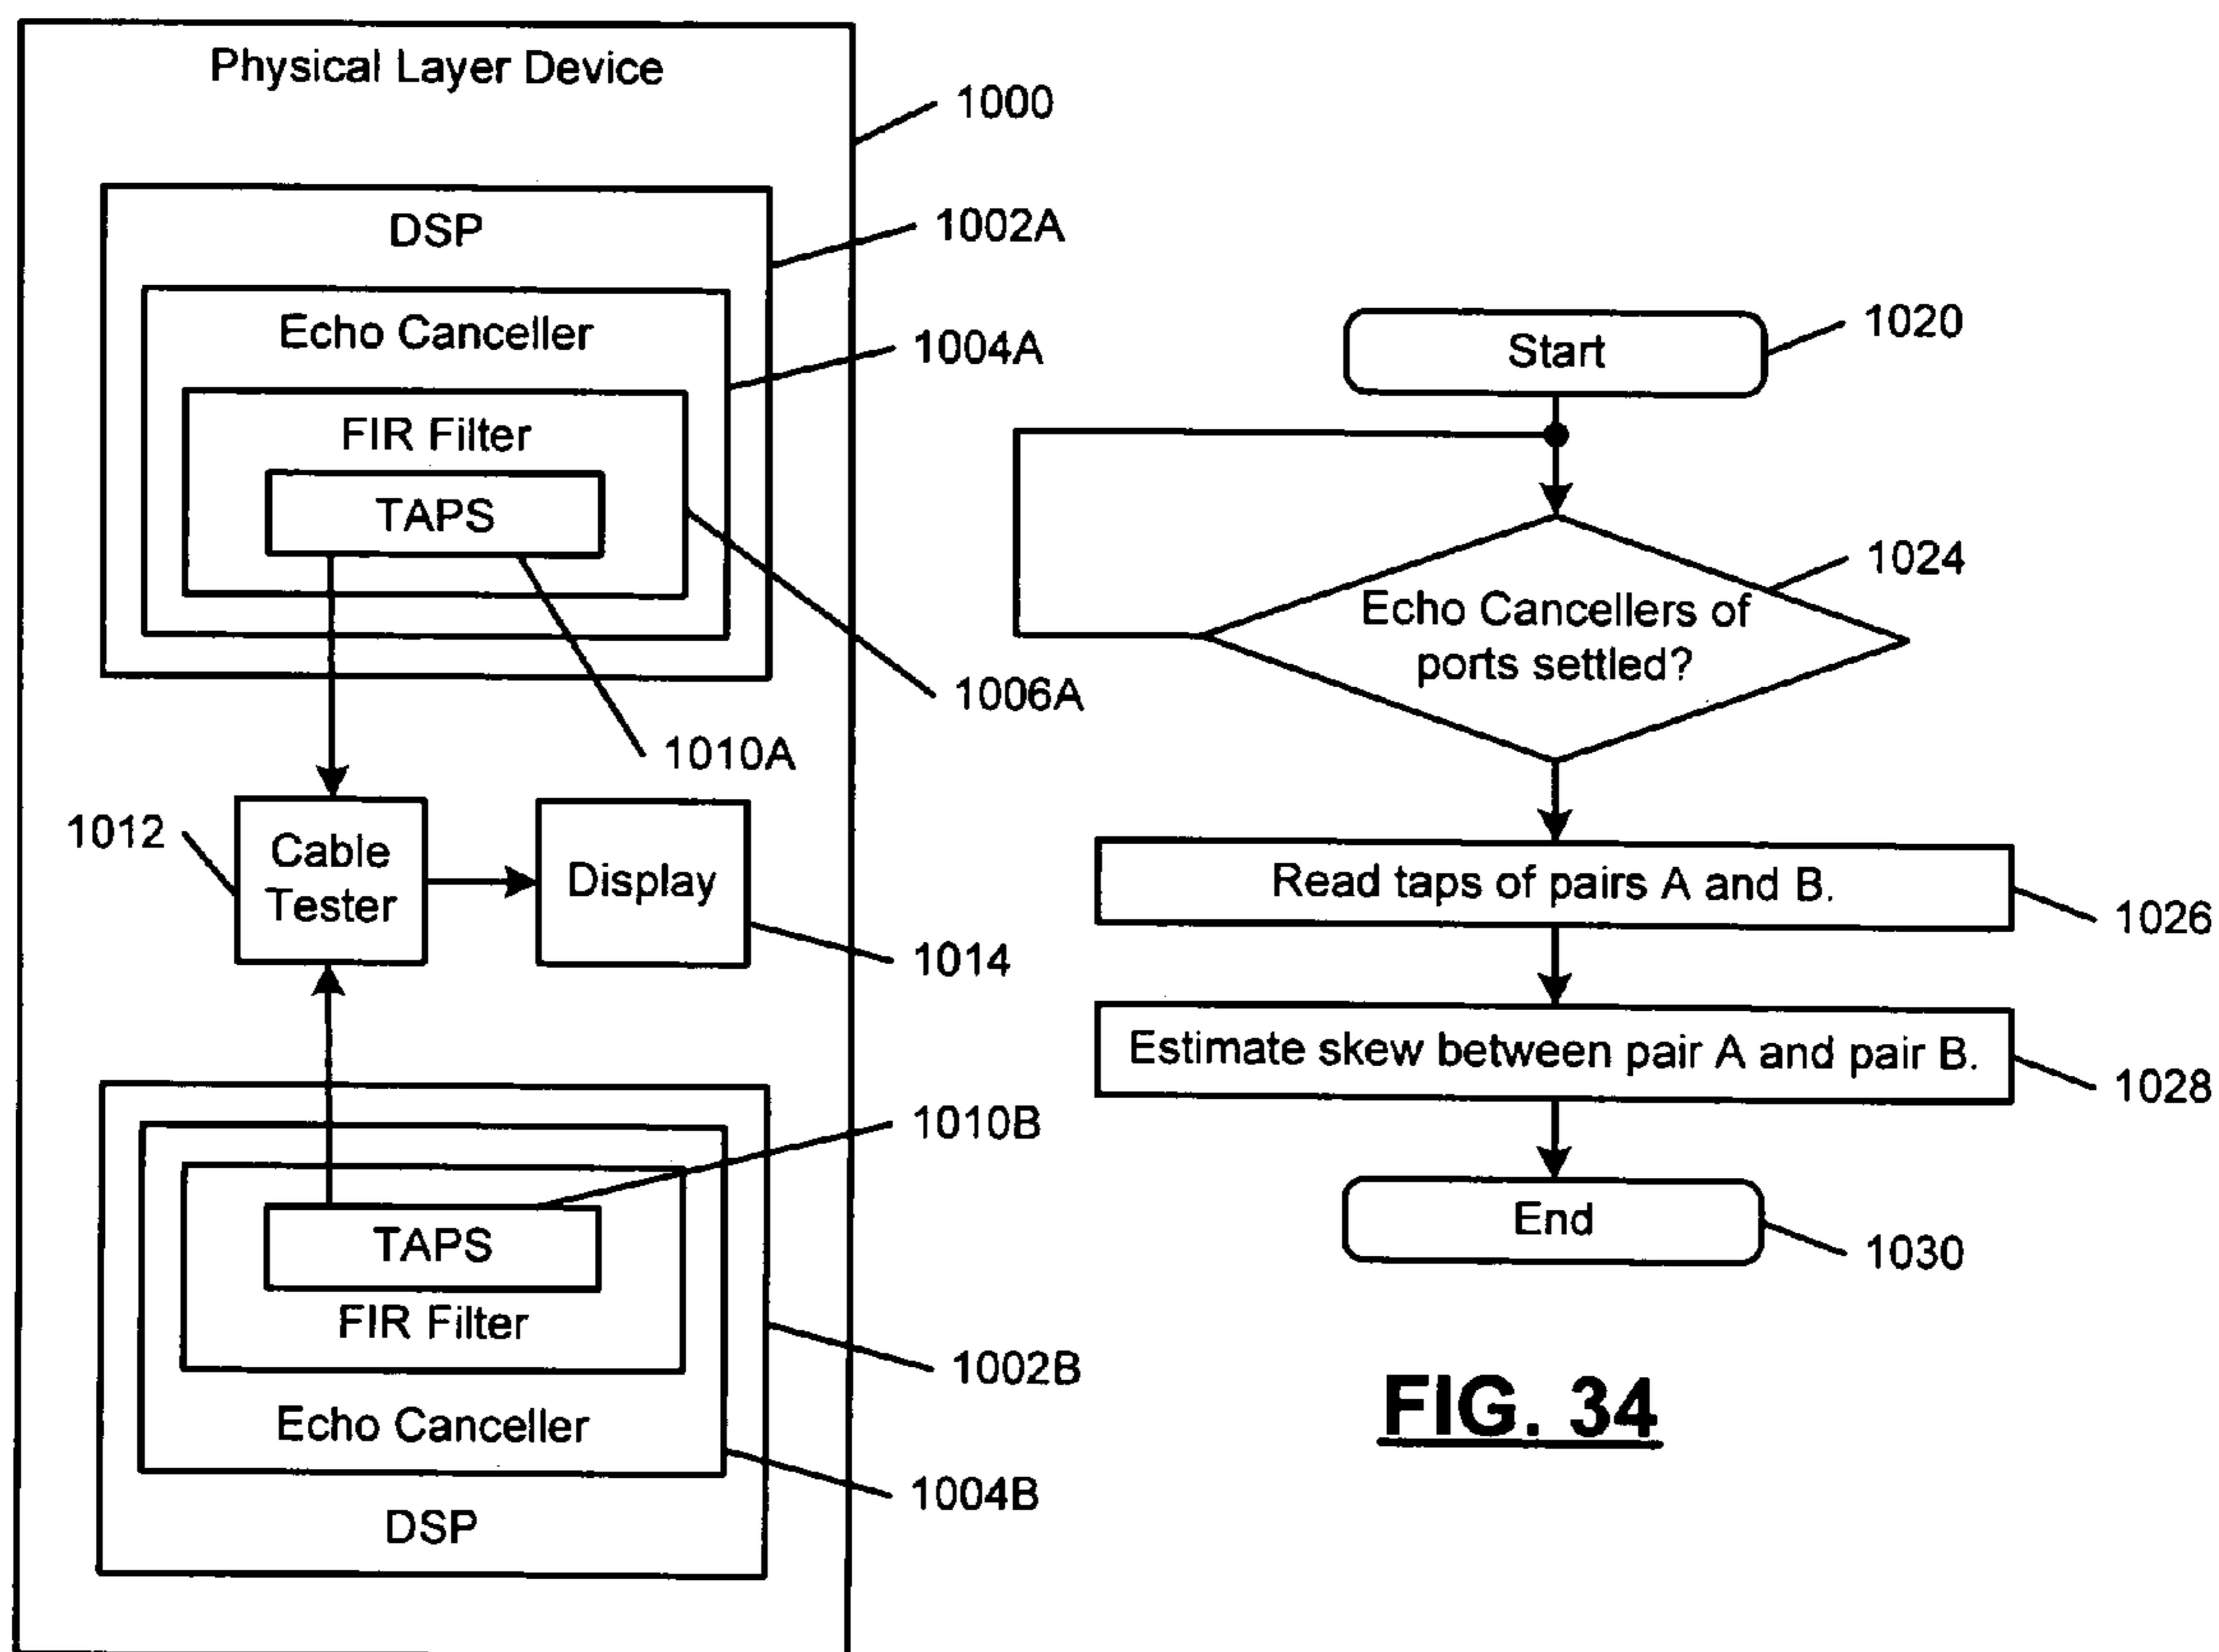 Physical Layer Device
1000
DSP
1002A
Echo Canceller
1004A
FIR Filter
TAPS
1006A
1010A
1012
Cable
Tester
Display
1014
1010B
TAPS
FIR Filter
1002B
Echo Canceller
1004B
DSP
Start
1020
Echo Cancellers of
ports settled?
1024
Read taps of pairs A and B.
1026
Estimate skew between pair A and pair B.
1028
End
1030
FIG. 34